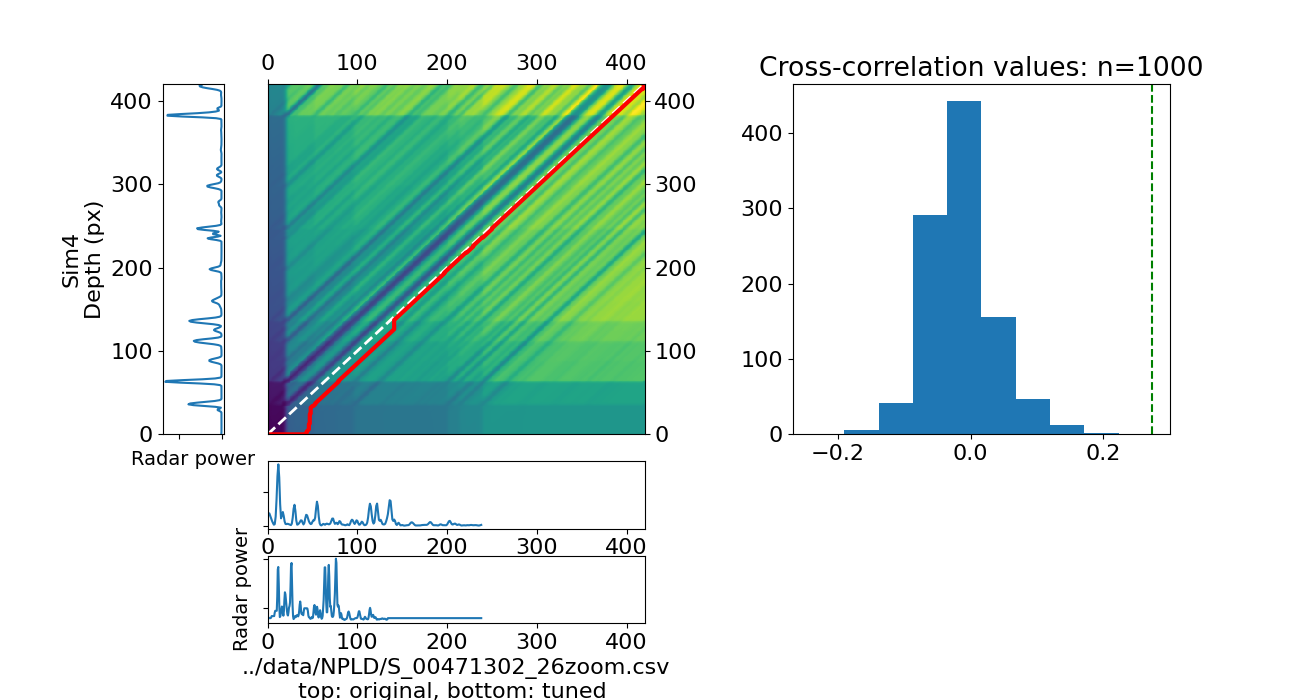 0 100 200 300 400
Cross-correlation values: n=1000
400
300
200
100
0
Sim4
Depth (px)
Radar power
400
300
200
100
0
400
300
200
100
0
−0.2 0.0 0.2
0 100 200 300 400
Radar power
0 100 200 300 400
../data/NPLD/S_00471302_26zoom.csv
top: original, bottom: tuned